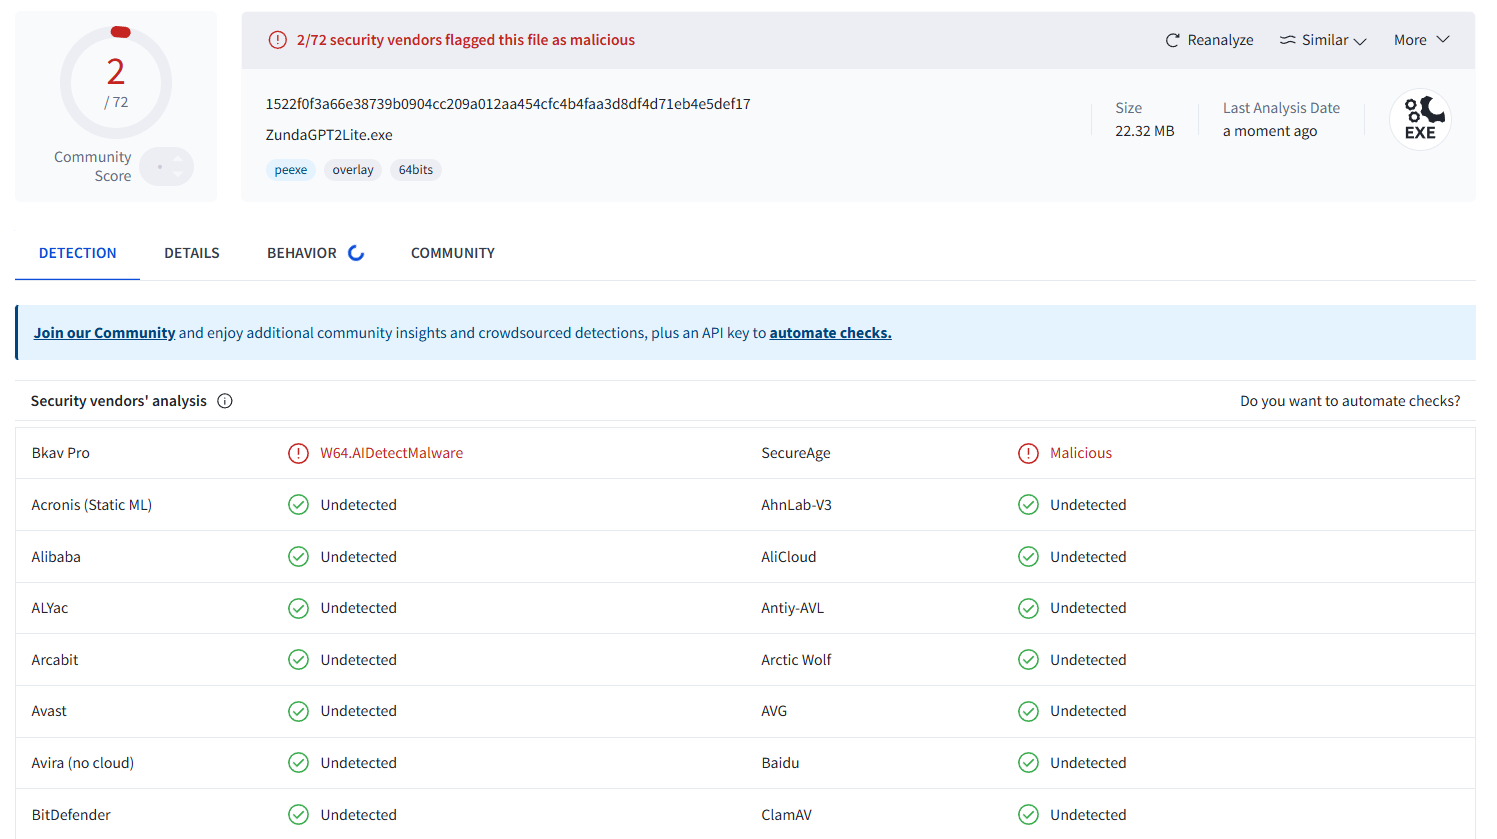 2
/ 72
Community
Score
2/72 security vendors flagged this file as malicious
Reanalyze
Similar
More
1522f0f3a66e38739b0904cc209a012aa454cfc4b4faa3d8df4d71eb4e5def17
ZundaGPT2Lite.exe
peexe
overlay
64bits
Size
22.32 MB
Last Analysis Date
a moment ago
EXE
DETECTION
DETAILS
BEHAVIOR
COMMUNITY
Join our Community and enjoy additional community insights and crowdsourced detections, plus an API key to automate checks.
Security vendors' analysis
Do you want to automate checks?
Bkav Pro
W64.AIDetectMalware
SecureAge
Malicious
Acronis (Static ML)
Undetected
AhnLab-V3
Undetected
Alibaba
Undetected
AliCloud
Undetected
ALYac
Undetected
Antiy-AVL
Undetected
Arcabit
Undetected
Arctic Wolf
Undetected
Avast
Undetected
AVG
Undetected
Avira (no cloud)
Undetected
Baidu
Undetected
BitDefender
Undetected
ClamAV
Undetected